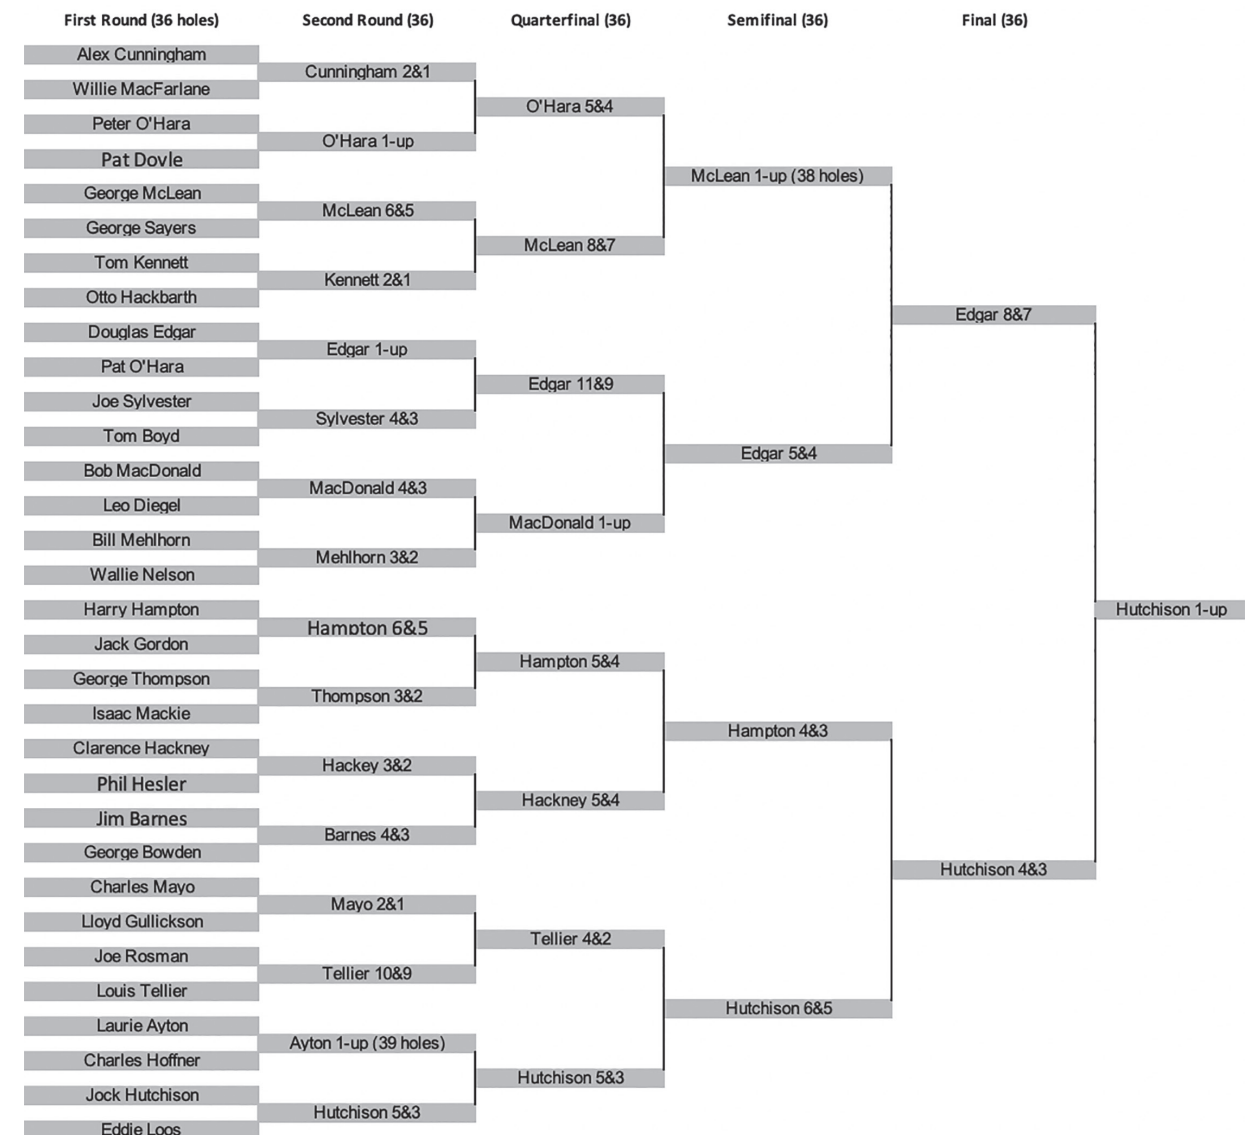 First Round (36 holes)
Second Round (36)
Quarterfinal (36)
Semifinal (36)
Final (36)
Alex Cunningham
Willie MacFarlane
Peter O'Hara
Pat Dovle
George McLean
George Sayers
Tom Kennett
Otto Hackbarth
Douglas Edgar
Pat O'Hara
Joe Sylvester
Tom Boyd
Bob MacDonald
Leo Diegel
Bill Mehlhorn
Wallie Nelson
Harry Hampton
Jack Gordon
George Thompson
Isaac Mackie
Clarence Hackney
Phil Hesler
Jim Barnes
George Bowden
Charles Mayo
Lloyd Gullickson
Joe Rosman
Louis Tellier
Laurie Ayton
Charles Hoffner
Jock Hutchison
Eddie Loos
Cunningham 2&1
O'Hara 1-up
McLean 6&5
Kennett 2&1
Edgar 1-up
Sylvester 4&3
MacDonald 4&3
Mehlhorn 3&2
Hampton 6&5
Thompson 3&2
Hackey 3&2
Barnes 4&3
Mayo 2&1
Tellier 10&9
Ayton 1-up (39 holes)
Hutchison 5&3
O'Hara 5&4
McLean 8&7
Edgar 11&9
MacDonald 1-up
Hampton 5&4
Hackney 5&4
Tellier 4&2
Hutchison 5&3
McLean 1-up (38 holes)
Edgar 5&4
Hampton 4&3
Hutchison 6&5
Edgar 8&7
Hutchison 4&3
Hutchison 1-up